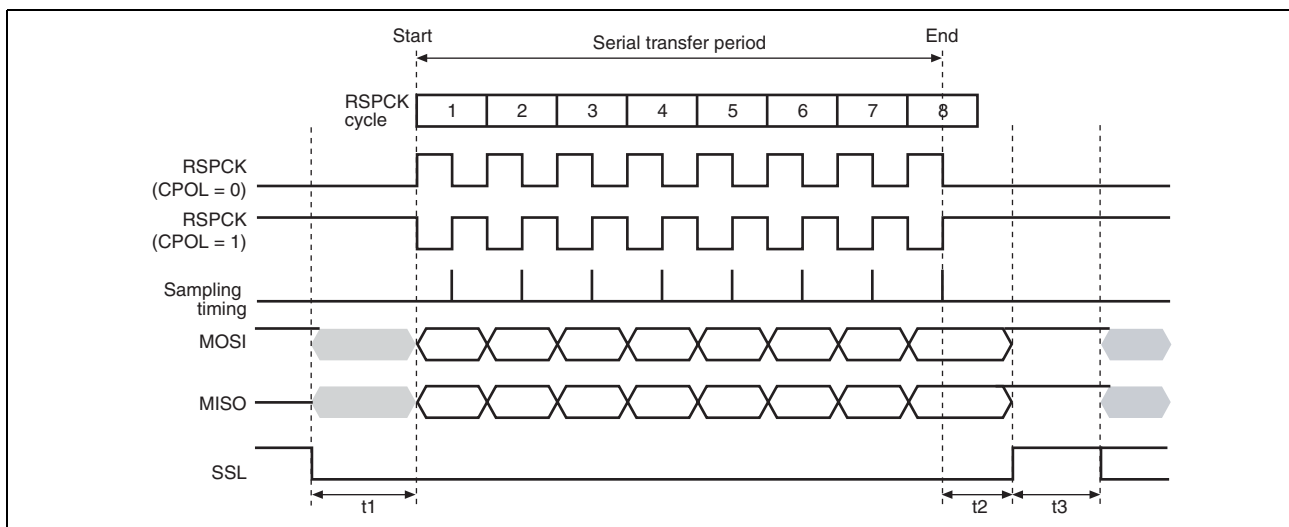 Start
Serial transfer period
End
RSPCK
cycle
1 2 3 4 5 6 7 8
RSPCK
(CPOL = 0)
RSPCK
(CPOL = 1)
Sampling
timing
MOSI
MISO
SSL
t1
t2
t3